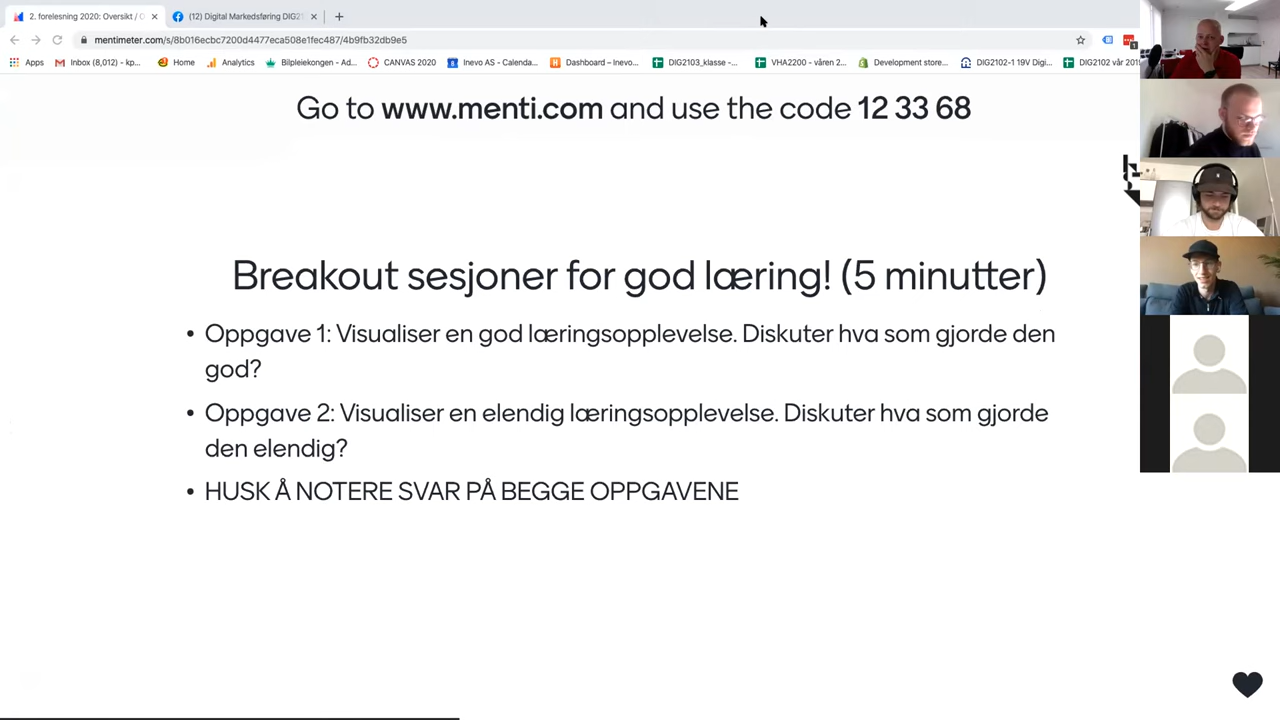 2. forelesning 2020: Oversikt / O
(12) Digital Markedsføring DIG21
mentimeter.com/s/8b016ecbc7200d4477eca508e1fec487/4b9fb32db9e5
Apps Inbox (8,012) - kp... Home Analytics Bilpleiekongen - Ad... CANVAS 2020 Inevo AS - Calenda... Dashboard – Inevo... DIG2103_klasse -... VHA2200 - våren 2... Development store... DIG2102-1 19V Digi... DIG2102 vår 201
Go to www.menti.com and use the code 12 33 68
Breakout sesjoner for god læring! (5 minutter)
• Oppgave 1: Visualiser en god læringsopplevelse. Diskuter hva som gjorde den
god?
• Oppgave 2: Visualiser en elendig læringsopplevelse. Diskuter hva som gjorde
den elendig?
• HUSK Å NOTERE SVAR PÅ BEGGE OPPGAVENE